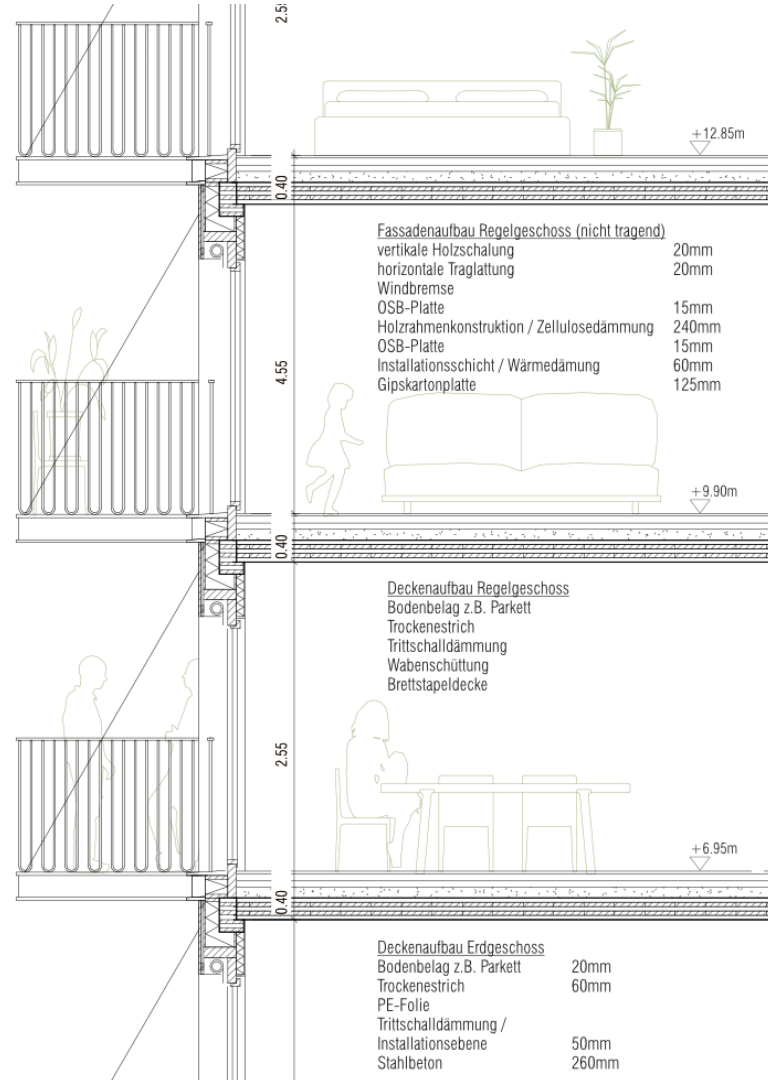 2.5
+12.85m
0.40
Fassadenaufbau Regelgeschoss (nicht tragend)
vertikale Holzschalung 20mm
horizontale Traglattung 20mm
Windbremse
OSB-Platte 15mm
Holzrahmenkonstruktion / Zellulosedämmung 240mm
OSB-Platte 15mm
Installationsschicht / Wärmedämung 60mm
Gipskartonplatte 125mm
4.55
+9.90m
0.40
Deckenaufbau Regelgeschoss
Bodenbelag z.B. Parkett
Trockenestrich
Trittschalldämmung
Wabenschüttung
Brettstapeldecke
2.55
+6.95m
0.40
Deckenaufbau Erdgeschoss
Bodenbelag z.B. Parkett 20mm
Trockenestrich 60mm
PE-Folie
Trittschalldämmung /
Installationsebene 50mm
Stahlbeton 260mm